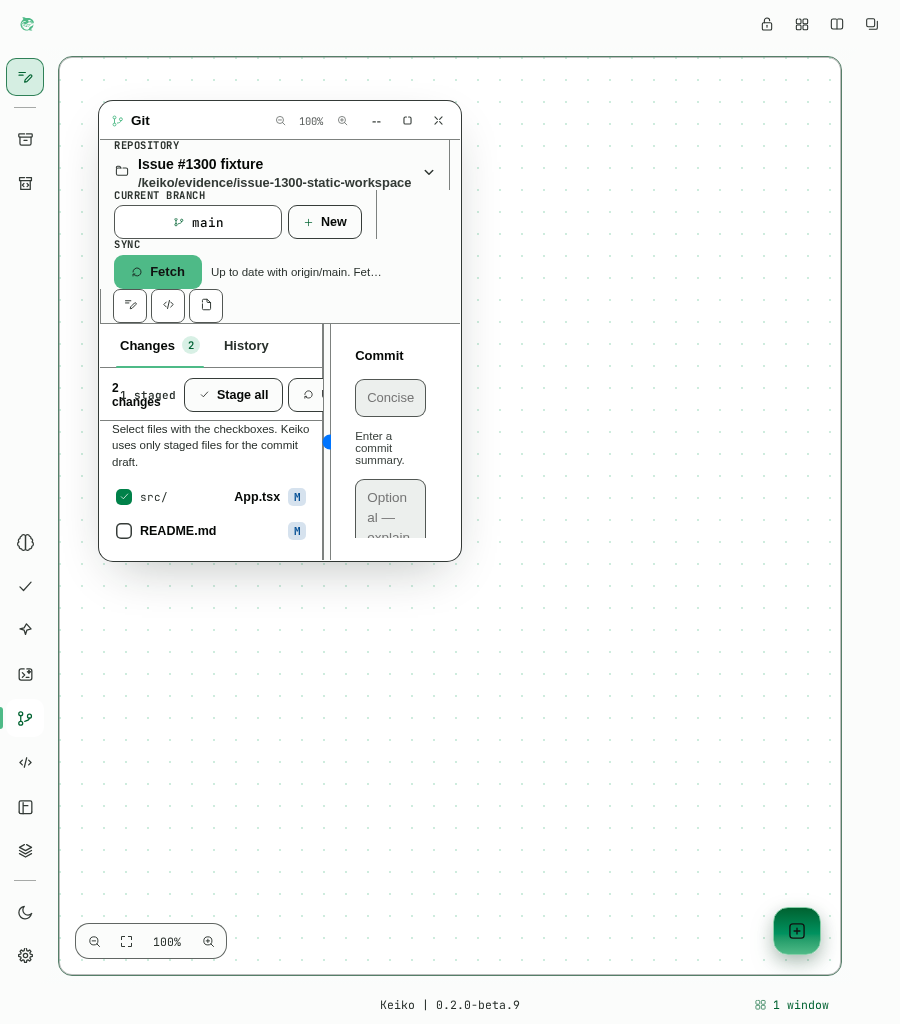 Git
100%
REPOSITORY
Issue #1300 fixture
/keiko/evidence/issue-1300-static-workspace
CURRENT BRANCH
main
New
SYNC
Fetch
Up to date with origin/main. Fet…
Changes 2
History
2 changes
1 staged
Stage all
Select files with the checkboxes. Keiko
uses only staged files for the commit
draft.
src/ App.tsx M
README.md M
Commit
Concise
Enter a
commit
summary.
Option
al —
explain
100%
Keiko | 0.2.0-beta.9
1 window